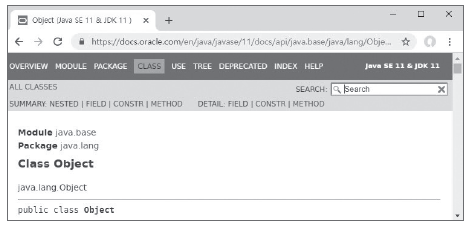 Object (Java SE 11 & JDK 11 )
https://docs.oracle.com/en/java/javase/11/docs/api/java.base/java/lang/Obje...
OVERVIEW MODULE PACKAGE CLASS USE TREE DEPRECATED INDEX HELP Java SE 11 & JDK 11
ALL CLASSES SEARCH: Search
SUMMARY: NESTED | FIELD | CONSTR | METHOD DETAIL: FIELD | CONSTR | METHOD
Module java.base
Package java.lang
Class Object
java.lang.Object
public class Object